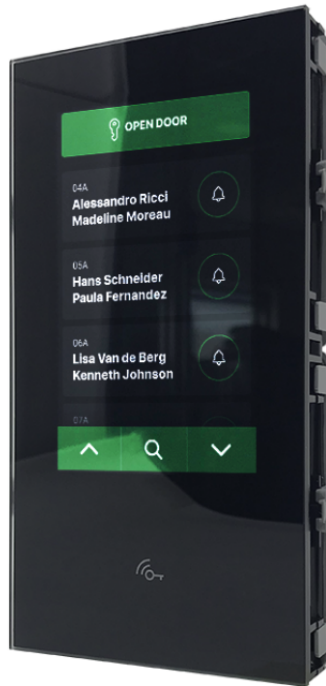 OPEN DOOR
04A
Alessandro Ricci
Madeline Moreau
05A
Hans Schneider
Paula Fernandez
06A
Lisa Van de Berg
Kenneth Johnson
07A